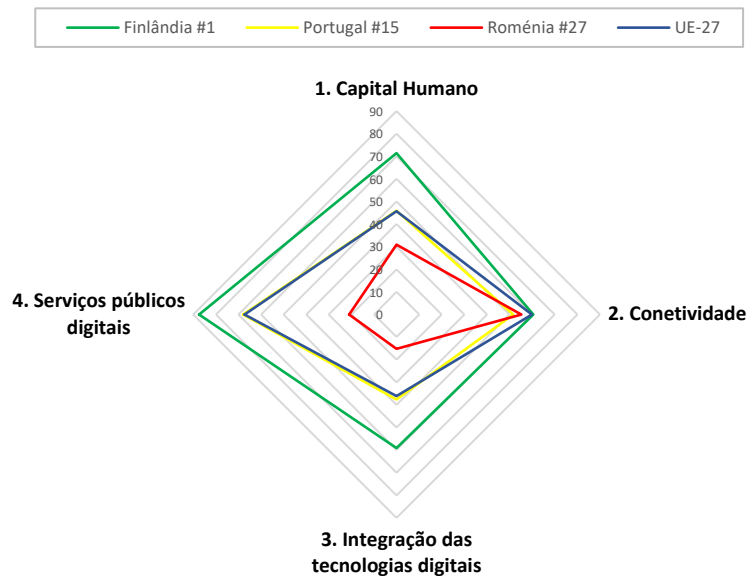 Finlândia #1 Portugal #15 Roménia #27 UE-27
1. Capital Humano
90
80
70
60
50
40
30
20
10
0
4. Serviços públicos
digitais
2. Conetividade
3. Integração das
tecnologias digitais